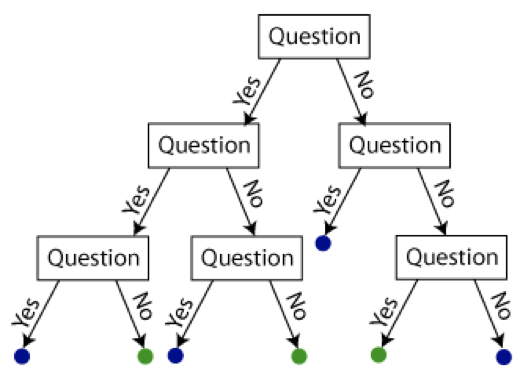 Question
Yes
No
Question
Question
Yes
No
Yes
No
Question
Question
Question
Yes
No
Yes
No
Yes
No